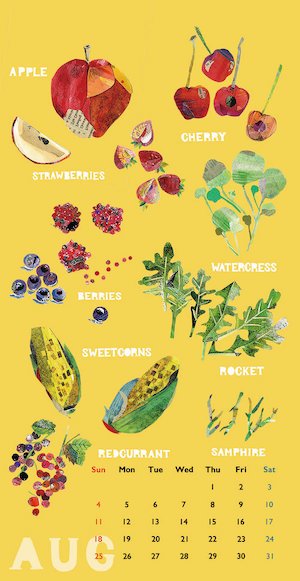 APPLE
CHERRY
STRAWBERRIES
WATERCRESS
BERRIES
SWEETCORNS
ROCKET
REDCURRANT
SAMPHIRE
Sun Mon Tue Wed Thu Fri Sat
1 2 3
4 5 6 7 8 9 10
11 12 13 14 15 16 17
18 19 20 21 22 23 24
25 26 27 28 29 30 31
AUG